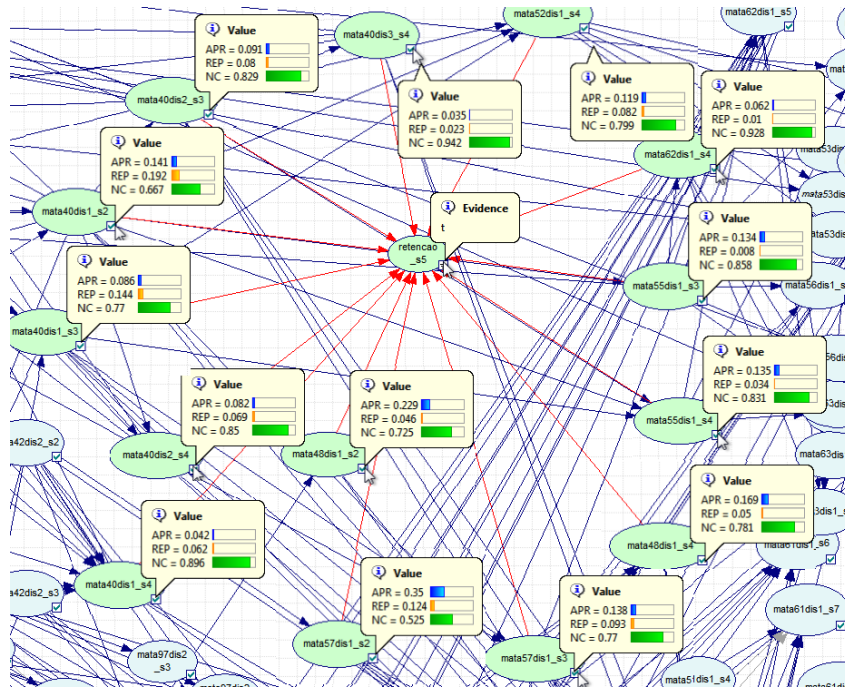 mata52dis1_s4
mata62dis1_s5
Value
APR = 0.091
REP = 0.08
NC = 0.829
mata40dis3_s4
mata40dis2_s3
Value
APR = 0.035
REP = 0.023
NC = 0.942
Value
APR = 0.119
REP = 0.082
NC = 0.799
Value
APR = 0.062
REP = 0.01
NC = 0.928
mata62dis1_s4
Value
APR = 0.141
REP = 0.192
NC = 0.667
mata40dis1_s2
Evidence
t
retencao
_s5
Value
APR = 0.134
REP = 0.008
NC = 0.858
mata55dis1_s3
Value
APR = 0.086
REP = 0.144
NC = 0.77
mata40dis1_s3
Value
APR = 0.135
REP = 0.034
NC = 0.831
mata55dis1_s4
Value
APR = 0.082
REP = 0.069
NC = 0.85
mata40dis2_s4
Value
APR = 0.229
REP = 0.046
NC = 0.725
mata48dis1_s2
a42dis2_s2
Value
APR = 0.169
REP = 0.05
NC = 0.781
mata48dis1_s4
Value
APR = 0.042
REP = 0.062
NC = 0.896
mata40dis1_s4
a42dis2_s3
Value
APR = 0.35
REP = 0.124
NC = 0.525
mata57dis1_s2
Value
APR = 0.138
REP = 0.093
NC = 0.77
mata57dis1_s3
mata61dis1_s7
mata97dis2
_s3
mata51dis1_s4